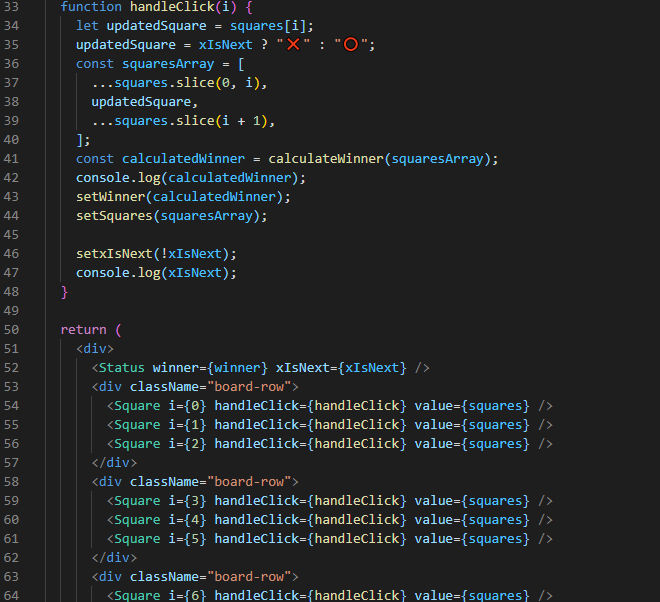 33 function handleClick(i) {
34 let updatedSquare = squares[i];
35 updatedSquare = xIsNext ? "❌" : "⭕";
36 const squaresArray = [
37 ...squares.slice(0, i),
38 updatedSquare,
39 ...squares.slice(i + 1),
40 ];
41 const calculatedWinner = calculateWinner(squaresArray);
42 console.log(calculatedWinner);
43 setWinner(calculatedWinner);
44 setSquares(squaresArray);
45
46 setxIsNext(!xIsNext);
47 console.log(xIsNext);
48 }
49
50 return (
51 <div>
52 <Status winner={winner} xIsNext={xIsNext} />
53 <div className="board-row">
54 <Square i={0} handleClick={handleClick} value={squares} />
55 <Square i={1} handleClick={handleClick} value={squares} />
56 <Square i={2} handleClick={handleClick} value={squares} />
57 </div>
58 <div className="board-row">
59 <Square i={3} handleClick={handleClick} value={squares} />
60 <Square i={4} handleClick={handleClick} value={squares} />
61 <Square i={5} handleClick={handleClick} value={squares} />
62 </div>
63 <div className="board-row">
64 <Square i={6} handleClick={handleClick} value={squares} />